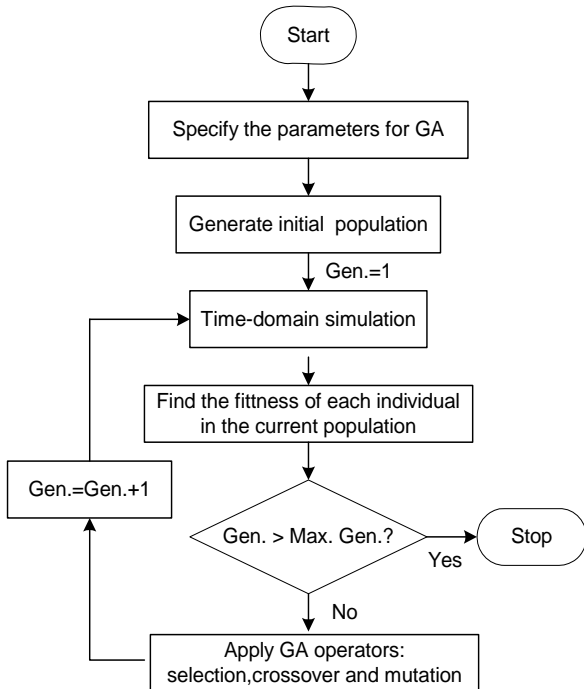 Start
Specify the parameters for GA
Generate initial population
Gen.=1
Time-domain simulation
Find the fittness of each individual
in the current population
Gen.=Gen.+1
Gen. > Max. Gen.?
Yes
Stop
No
Apply GA operators:
selection,crossover and mutation